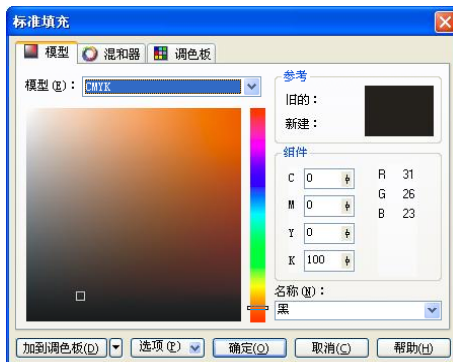 标准填充
模型 混和器 调色板
模型(E): CMYK
参考
旧的:
新建:
组件
C 0 R 31
M 0 G 26
Y 0 B 23
K 100
名称(N):
黑
加到调色板(D) 选项(P) 确定(O) 取消(C) 帮助(H)